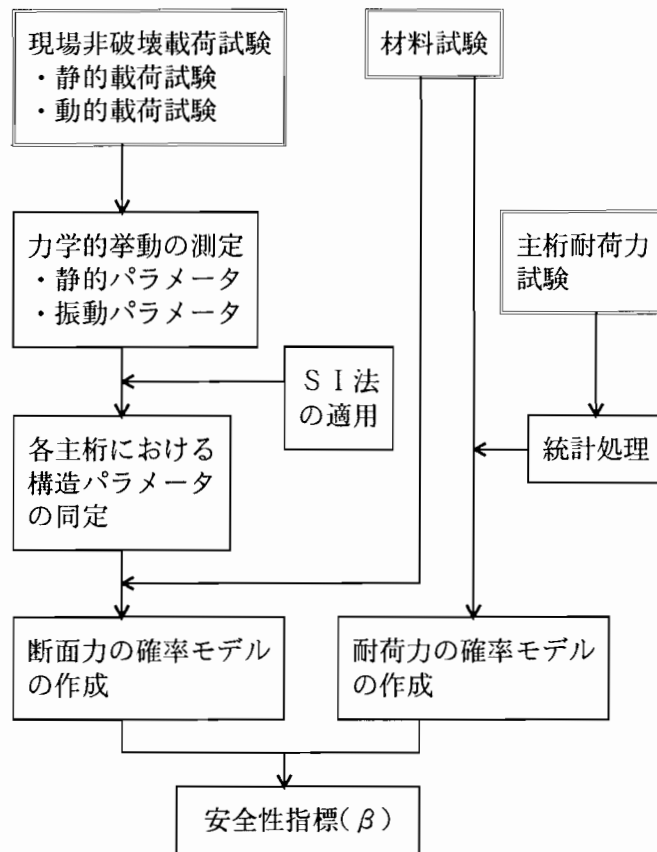 現場非破壊載荷試験
・静的載荷試験
・動的載荷試験
材料試験
力学的挙動の測定
・静的パラメータ
・振動パラメータ
主桁耐荷力
試験
ＳＩ法
の適用
各主桁における
構造パラメータ
の同定
統計処理
断面力の確率モデル
の作成
耐荷力の確率モデル
の作成
安全性指標(β)